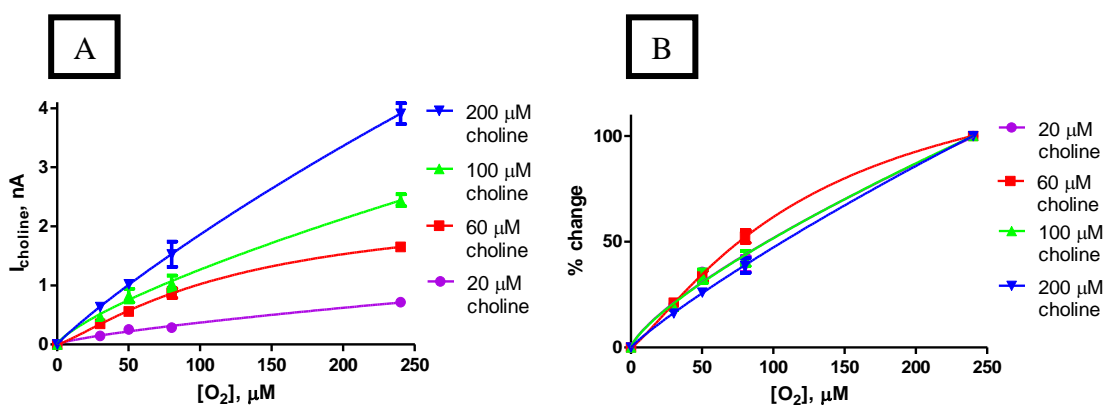 A
I_choline, nA
4
3
2
1
0
0 50 100 150 200 250
[O₂], μM
200 μM
choline
100 μM
choline
60 μM
choline
20 μM
choline
B
% change
100
50
0
0 50 100 150 200 250
[O₂], μM
20 μM
choline
60 μM
choline
100 μM
choline
200 μM
choline